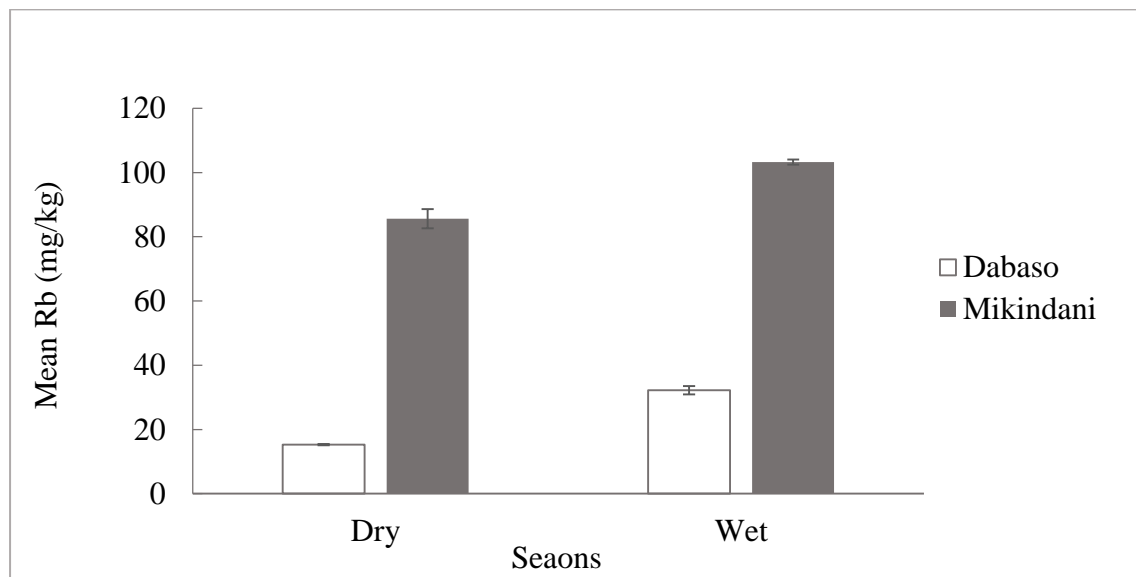 120
100
80
60
40
20
0
Mean Rb (mg/kg)
Dry
Wet
Seaons
Dabaso
Mikindani